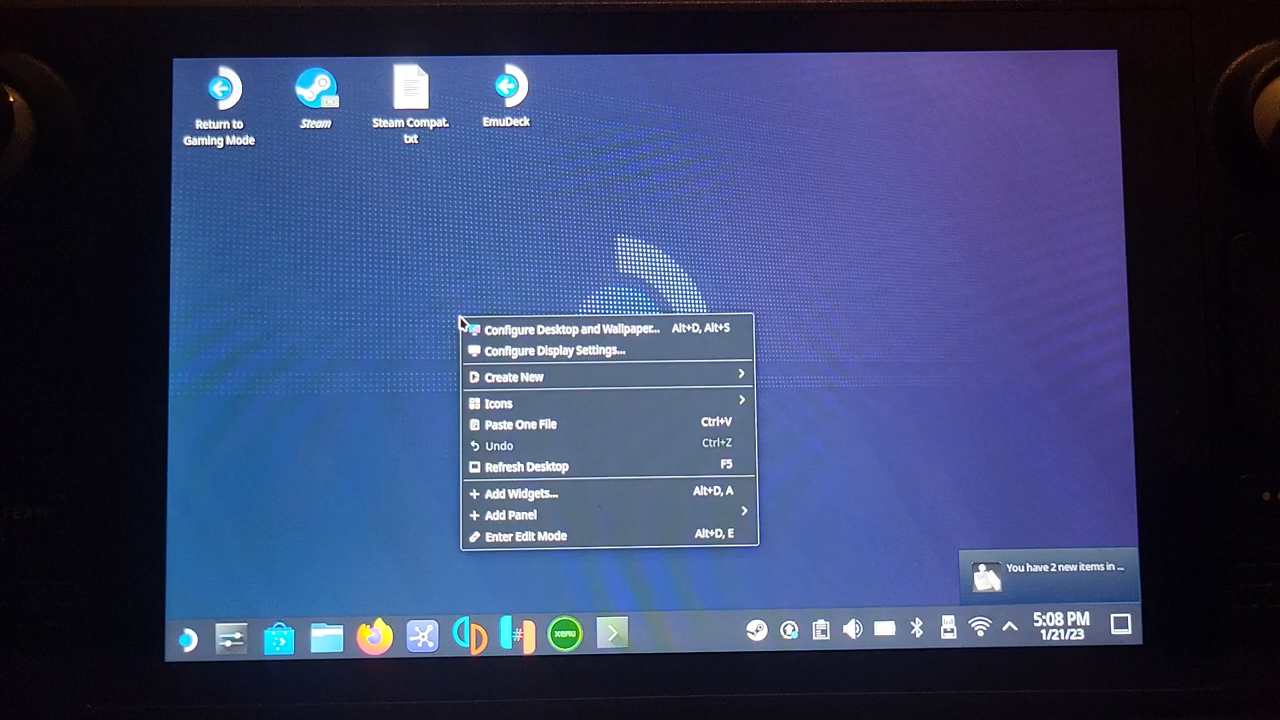 Return to
Gaming Mode
Steam
Steam Compat.
txt
EmuDeck
Configure Desktop and Wallpaper... Alt+D, Alt+S
Configure Display Settings...
Create New
Icons
Paste One File Ctrl+V
Undo Ctrl+Z
Refresh Desktop F5
Add Widgets... Alt+D, A
Add Panel
Enter Edit Mode Alt+D, E
You have 2 new items in ...
XEMU
5:08 PM
1/21/23
STEAM